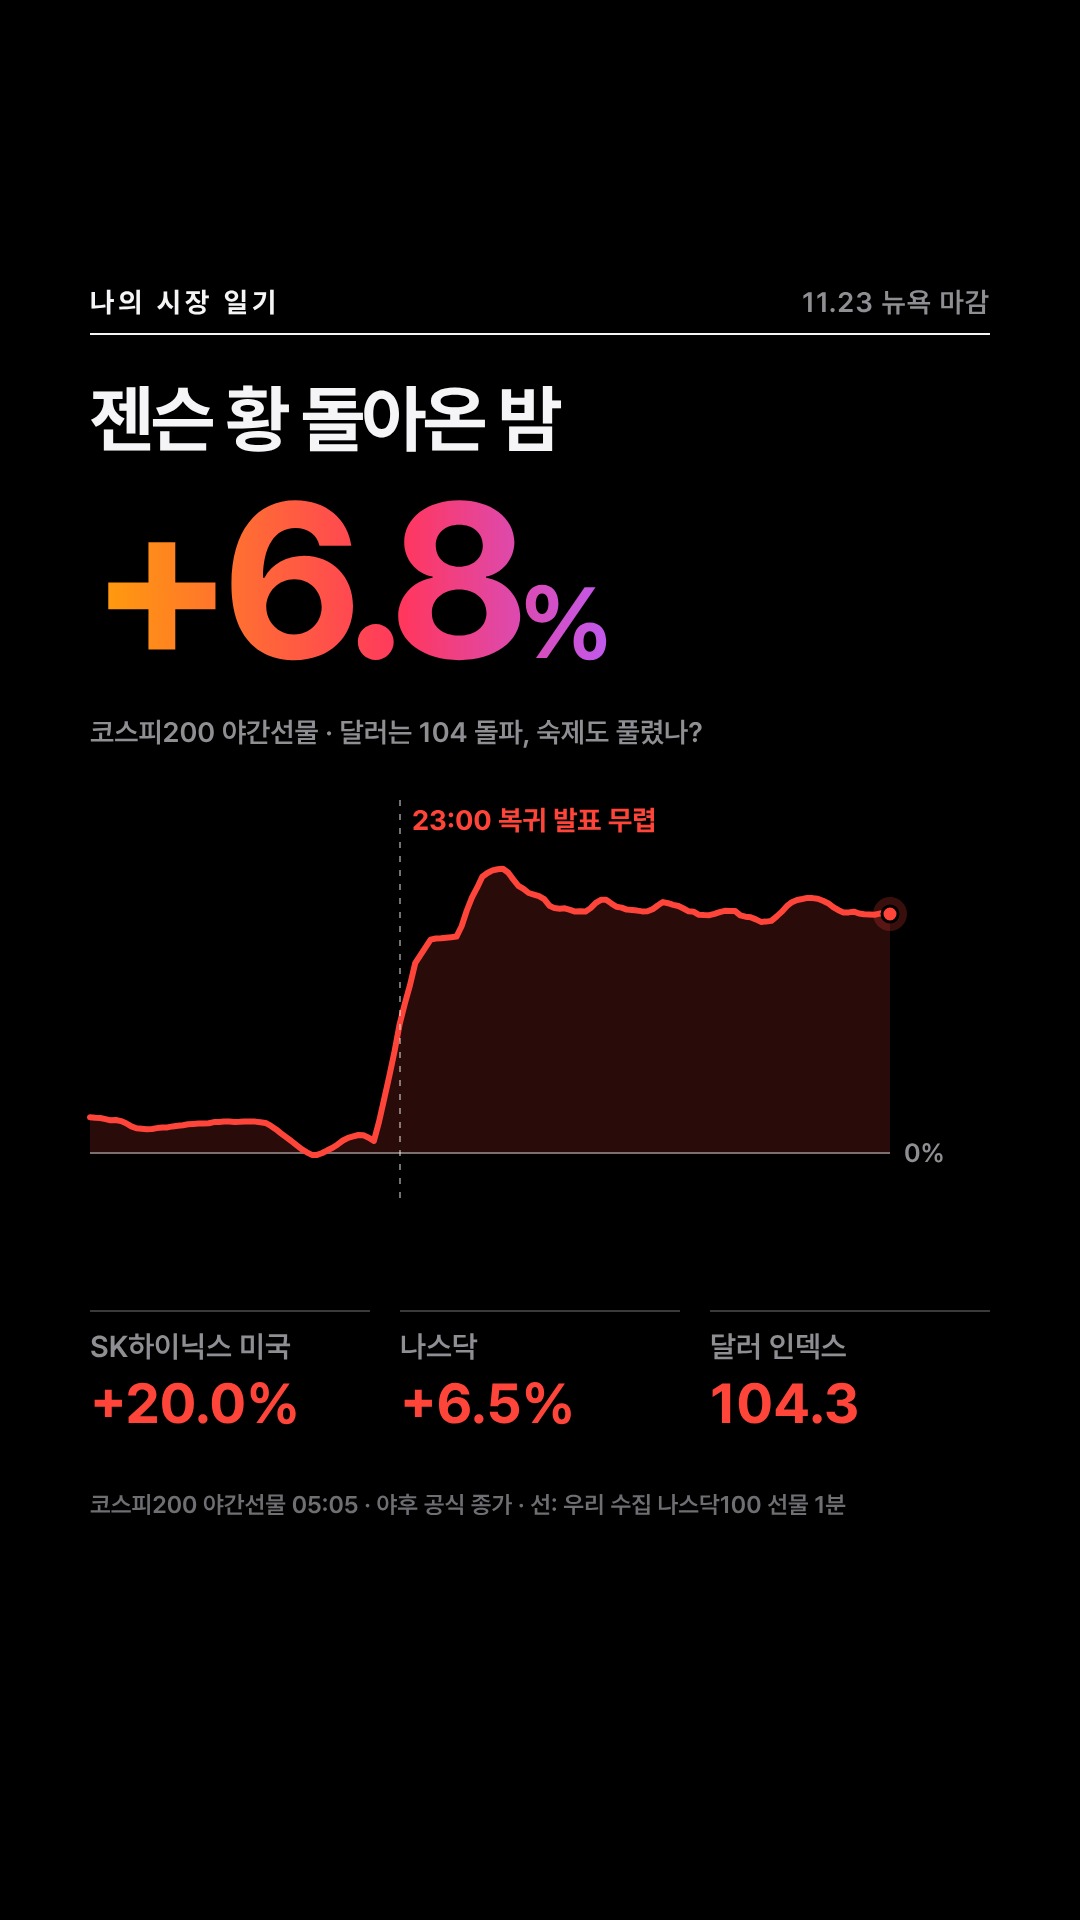 나의 시장 일기
11.23 뉴욕 마감
젠슨 황 돌아온 밤
+6.8%
코스피200 야간선물 · 달러는 104 돌파, 숙제도 풀렸나?
23:00 복귀 발표 무렵
0%
SK하이닉스 미국
+20.0%
나스닥
+6.5%
달러 인덱스
104.3
코스피200 야간선물 05:05 · 야후 공식 종가 · 선: 우리 수집 나스닥100 선물 1분